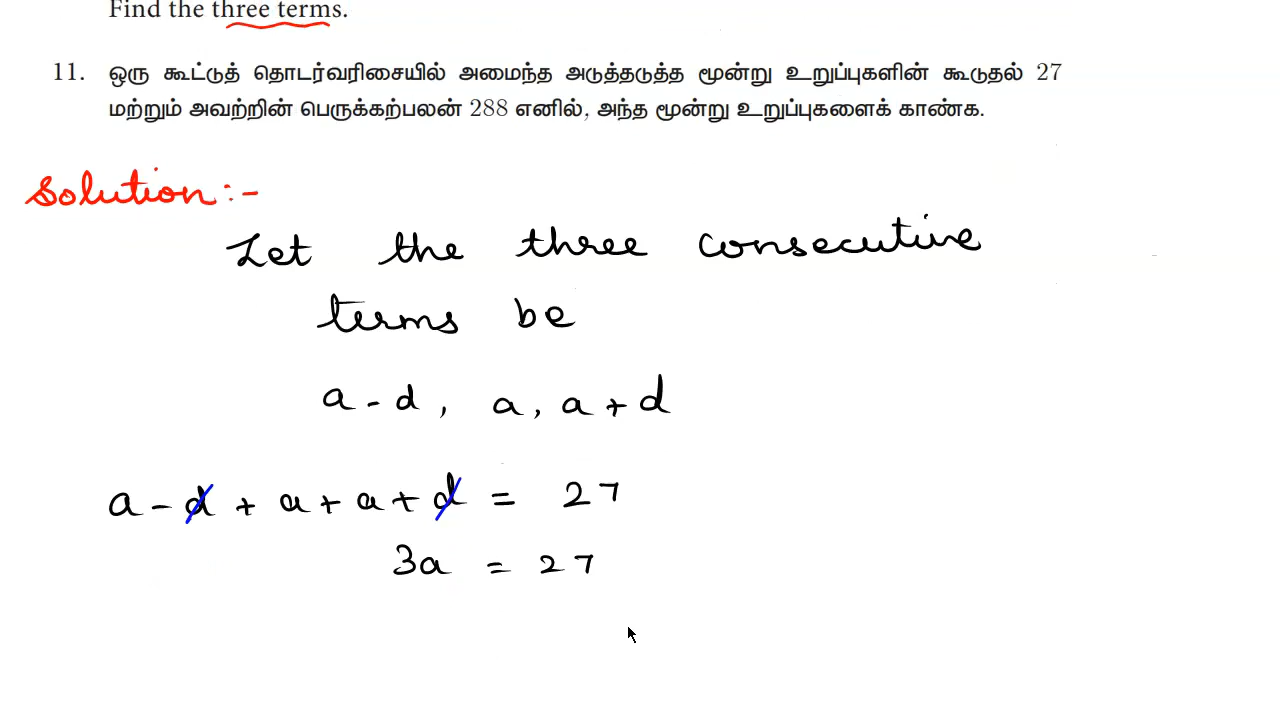 Find the three terms.
11. ஒரு கூட்டுத் தொடர்வரிசையில் அமைந்த அடுத்தடுத்த மூன்று உறுப்புகளின் கூடுதல் 27
மற்றும் அவற்றின் பெருக்கற்பலன் 288 எனில், அந்த மூன்று உறுப்புகளைக் காண்க.
Solution:-
Let the three consecutive
terms be
a - d, a, a + d
a - d + a + a + d = 27
3a = 27